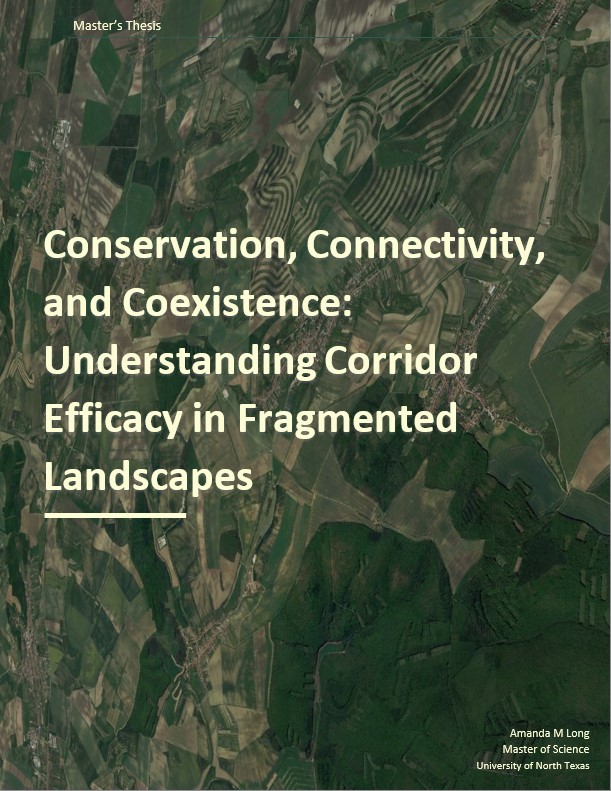 Master’s Thesis
Conservation, Connectivity,
and Coexistence:
Understanding Corridor
Efficacy in Fragmented
Landscapes
Amanda M Long
Master of Science
University of North Texas